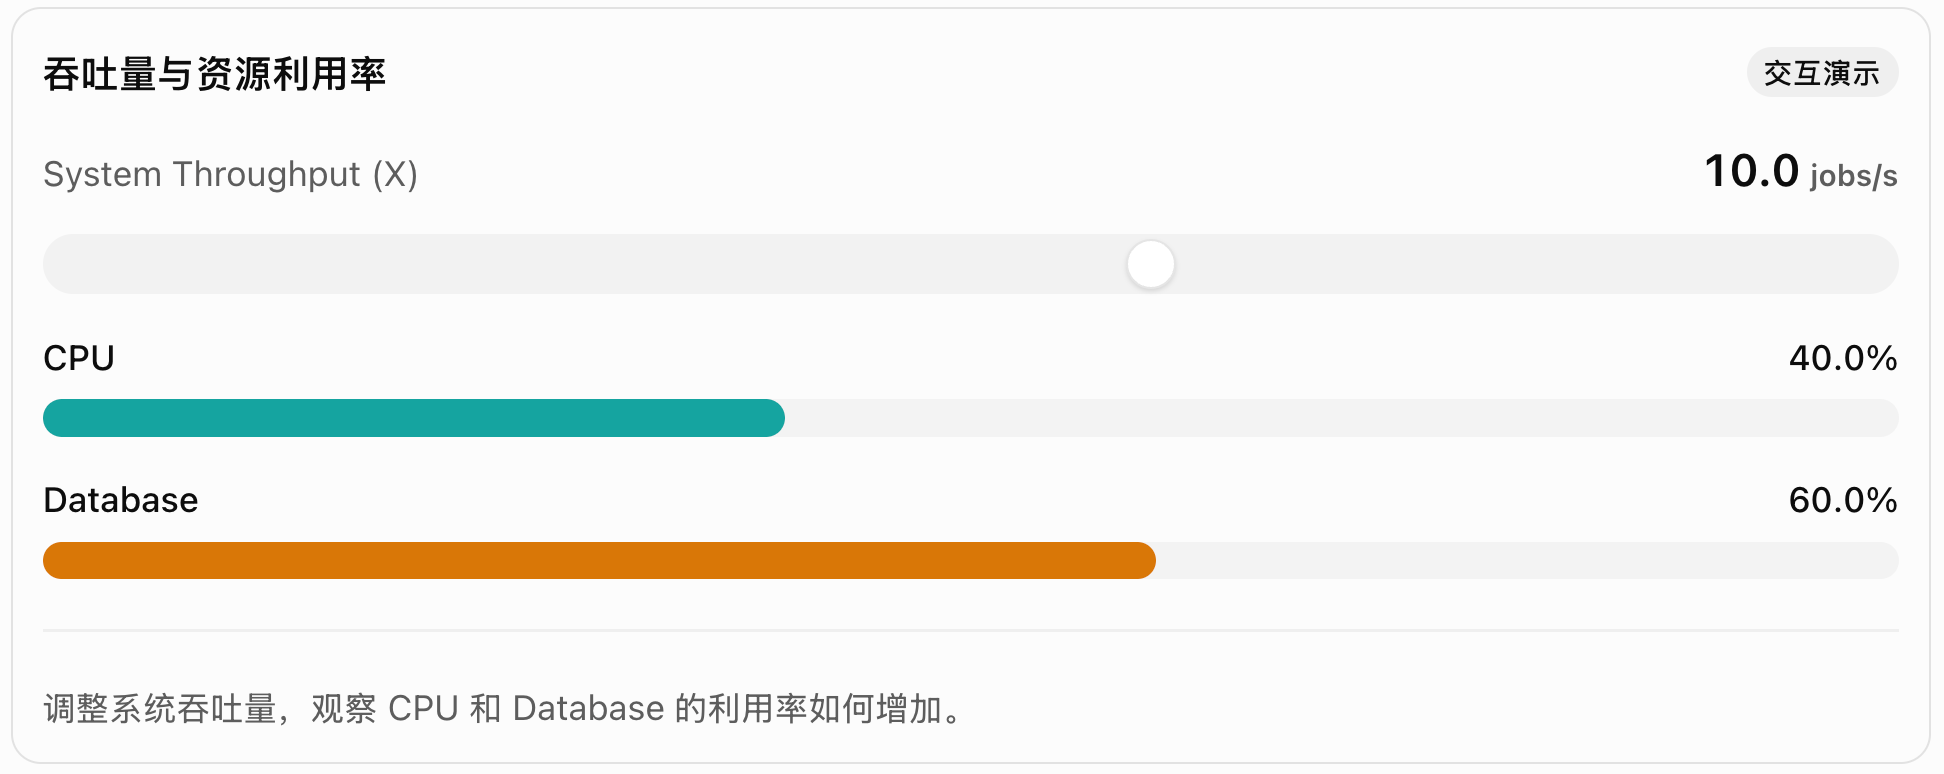 吞吐量与资源利用率
交互演示
System Throughput (X)
10.0 jobs/s
CPU
40.0%
Database
60.0%
调整系统吞吐量，观察 CPU 和 Database 的利用率如何增加。